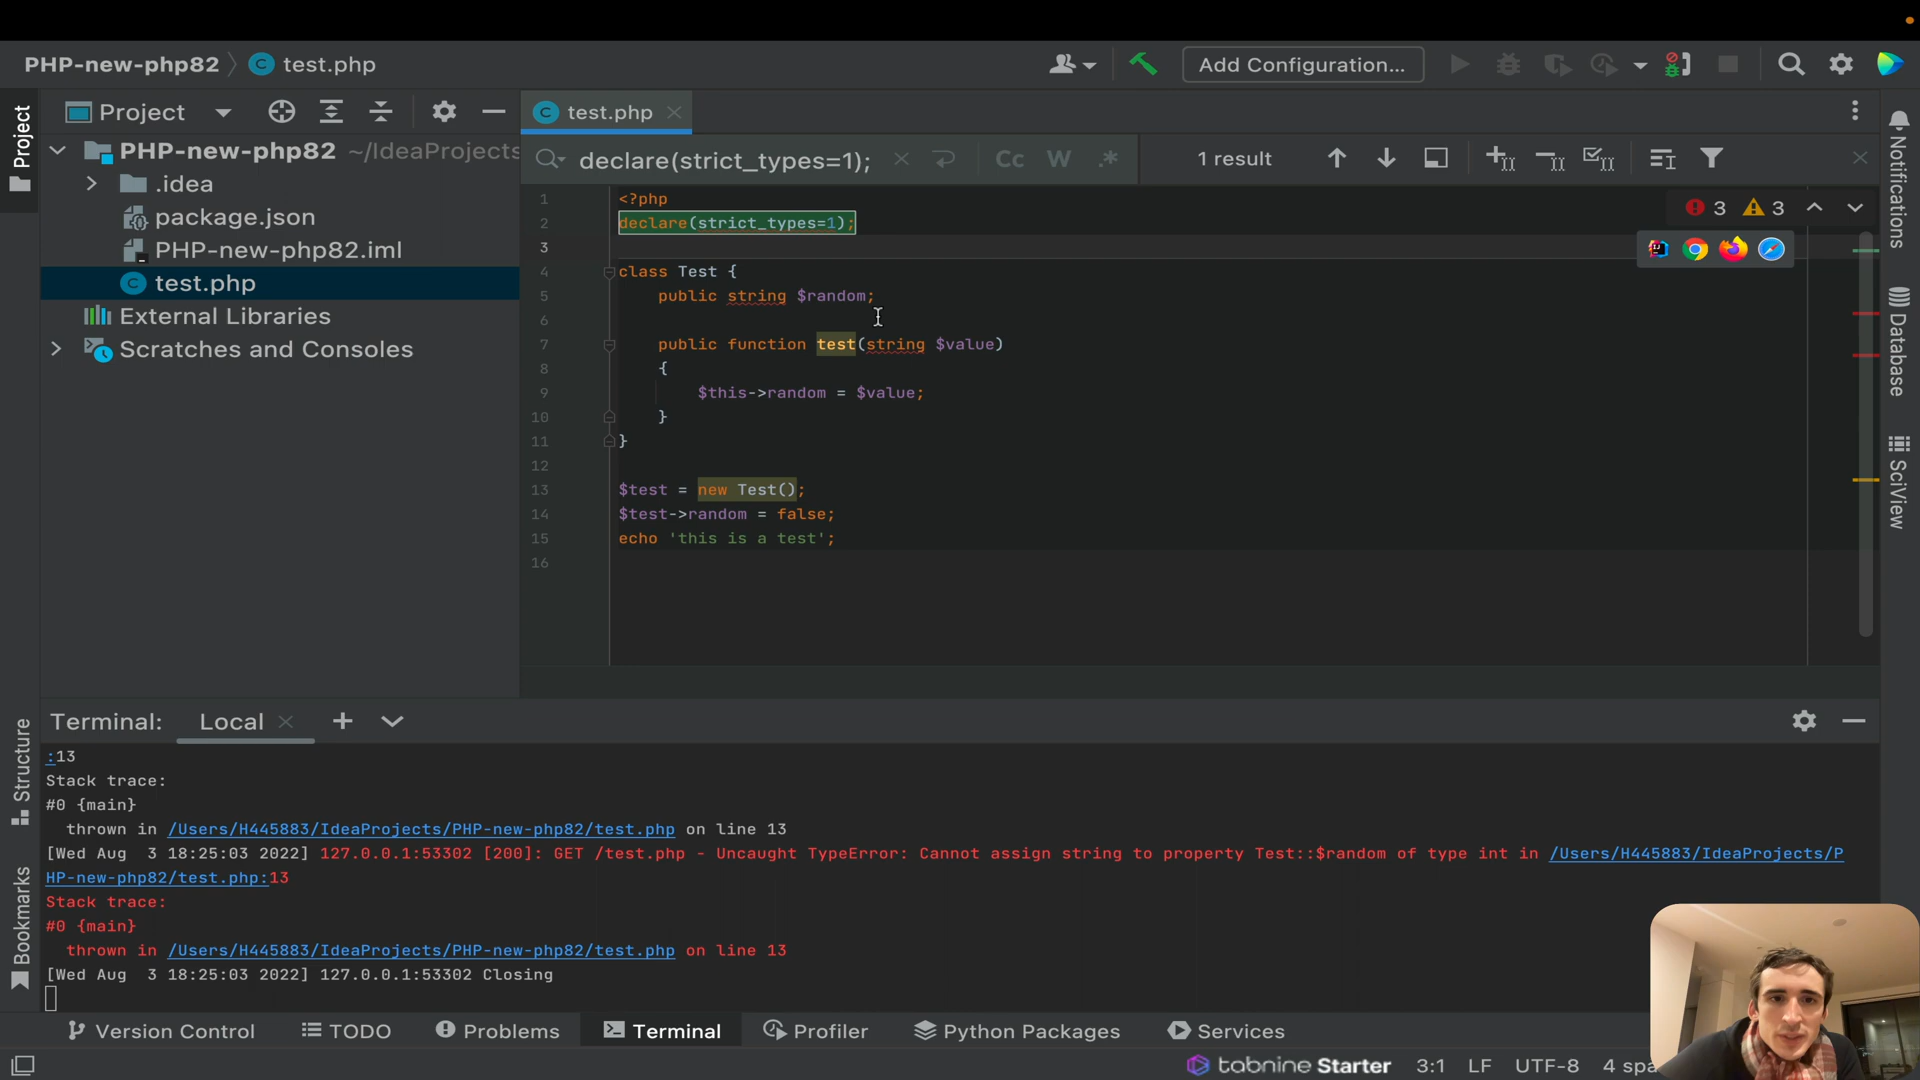 PHP-new-php82 〉 test.php
Add Configuration...
Project
Project
PHP-new-php82 ~/IdeaProjects
.idea
package.json
PHP-new-php82.iml
test.php
External Libraries
Scratches and Consoles
test.php
declare(strict_types=1);
Cc W .*
1 result
3 3
1 <?php
2 declare(strict_types=1);
3
4 class Test {
5 public string $random;
6
7 public function test(string $value)
8 {
9 $this->random = $value;
10 }
11 }
12
13 $test = new Test();
14 $test->random = false;
15 echo 'this is a test';
16
Notifications
Database
SciView
Structure
Bookmarks
Terminal: Local
:13
Stack trace:
#0 {main}
thrown in /Users/H445883/IdeaProjects/PHP-new-php82/test.php on line 13
[Wed Aug  3 18:25:03 2022] 127.0.0.1:53302 [200]: GET /test.php - Uncaught TypeError: Cannot assign string to property Test::$random of type int in /Users/H445883/IdeaProjects/P
HP-new-php82/test.php:13
Stack trace:
#0 {main}
thrown in /Users/H445883/IdeaProjects/PHP-new-php82/test.php on line 13
[Wed Aug  3 18:25:03 2022] 127.0.0.1:53302 Closing
Version Control TODO Problems Terminal Profiler Python Packages Services
tabnine Starter 3:1 LF UTF-8 4 spa